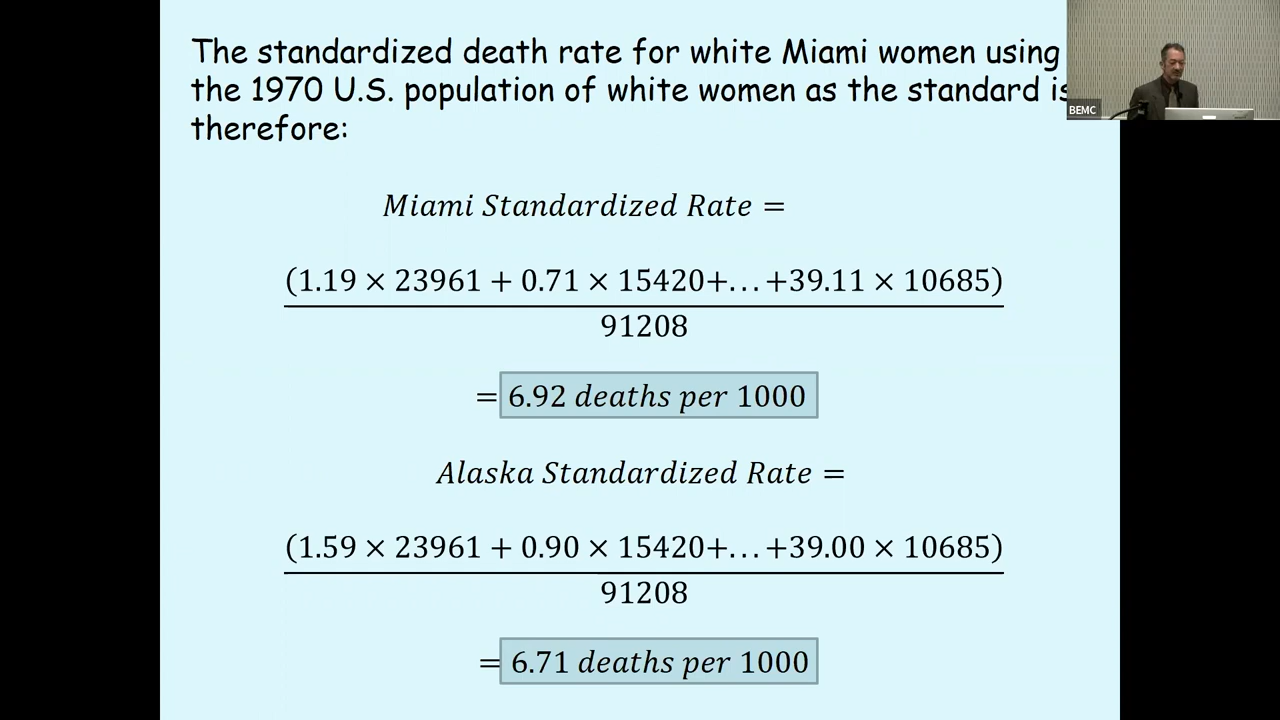 The standardized death rate for white Miami women using
the 1970 U.S. population of white women as the standard is
therefore:
BEMC
Miami Standardized Rate =
(1.19 × 23961 + 0.71 × 15420+...+39.11 × 10685)
91208
= 6.92 deaths per 1000
Alaska Standardized Rate =
(1.59 × 23961 + 0.90 × 15420+...+39.00 × 10685)
91208
= 6.71 deaths per 1000